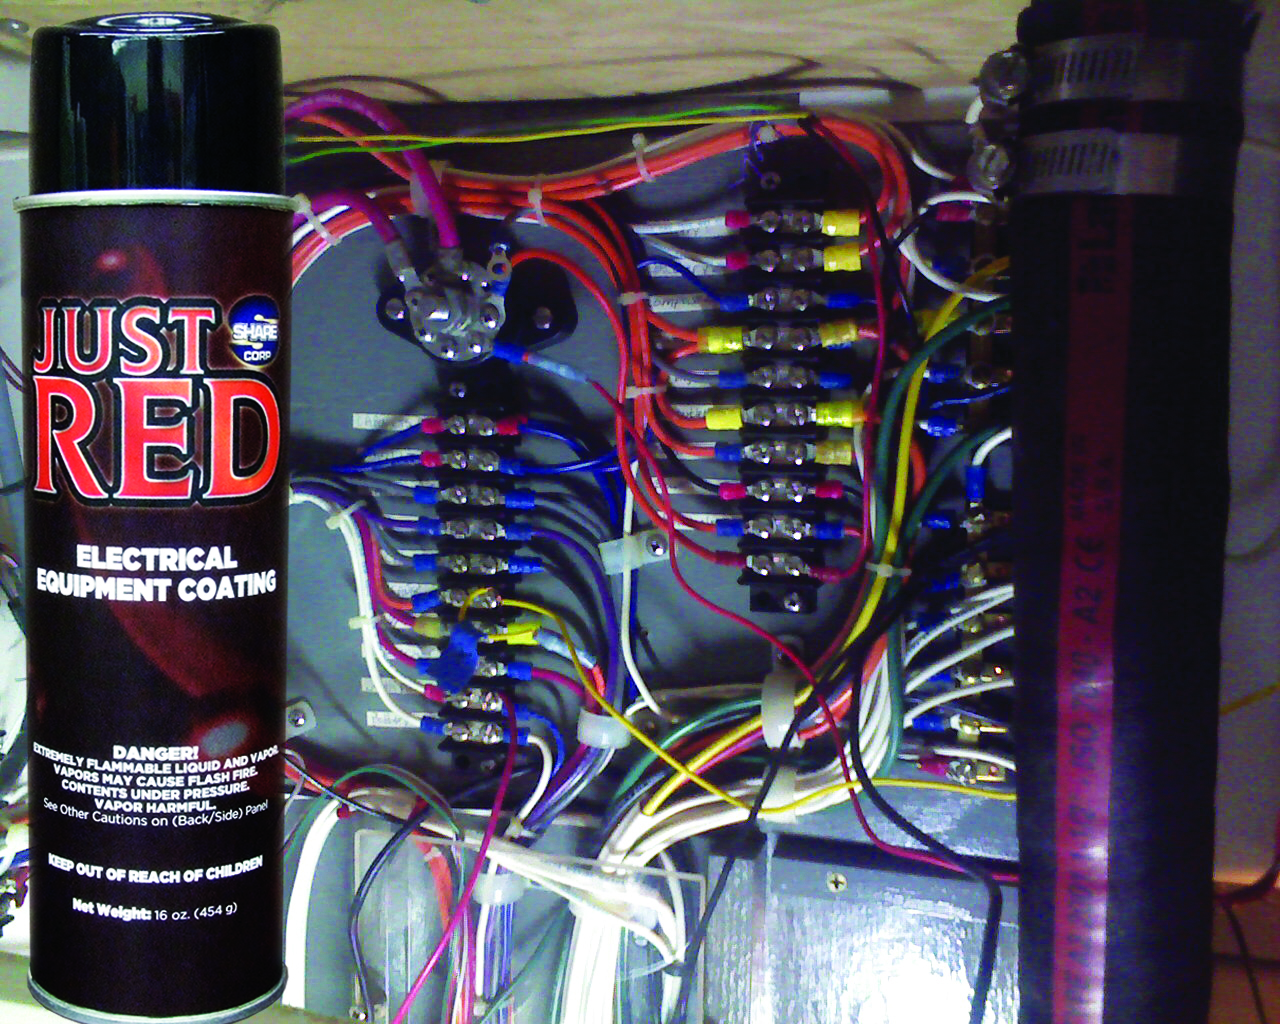 JUST
RED
SHARE
CORP
ELECTRICAL
EQUIPMENT COATING
DANGER!
EXTREMELY FLAMMABLE LIQUID AND VAPOR.
VAPORS MAY CAUSE FLASH FIRE.
CONTENTS UNDER PRESSURE.
VAPOR HARMFUL.
See Other Cautions on (Back/Side) Panel
KEEP OUT OF REACH OF CHILDREN
Net Weight: 16 oz. (454 g)
A2 CE